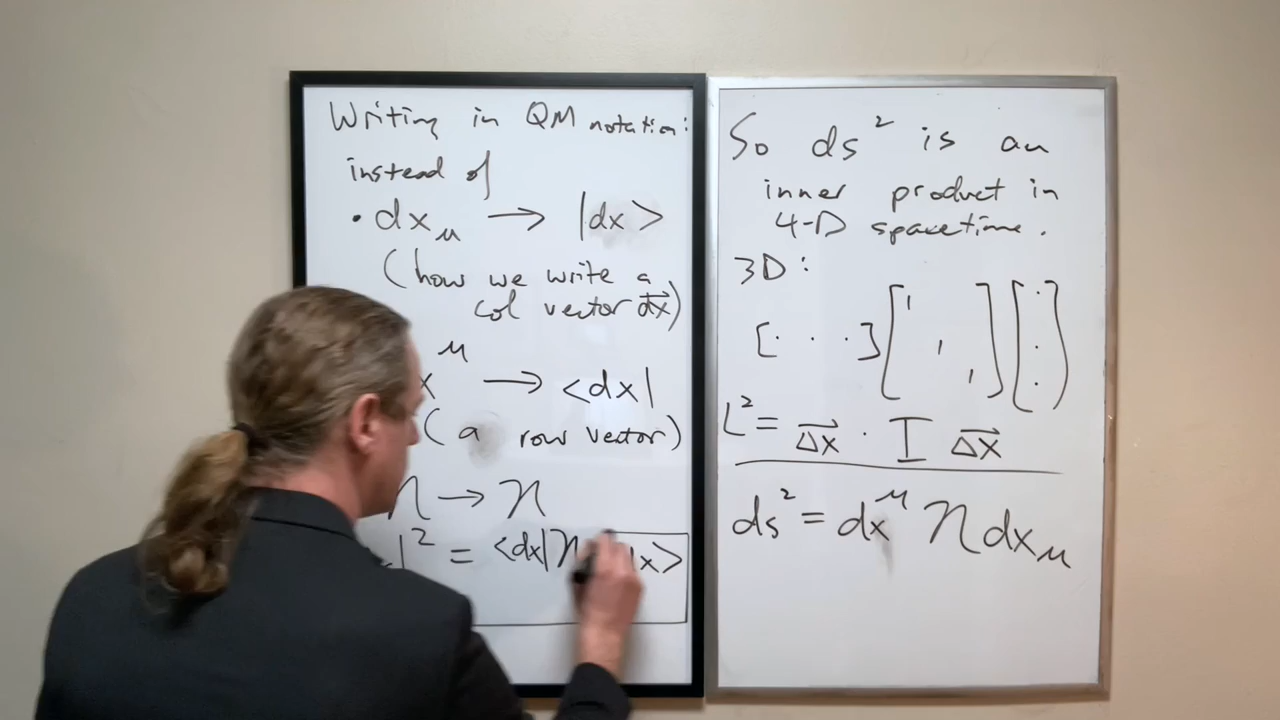 Writing in QM notation:
instead of
• dxμ → |dx>
(how we write a
col vector dx⃗)
x^μ → <dx|
(a row vector)
η → η
² = <dx|η x>
So ds² is an
inner product in
4-D spacetime.
3D:
[· · ·] [1 1 1] [· · ·]
L² = Δx⃗ · I Δx⃗
ds² = dx^μ η dxμ